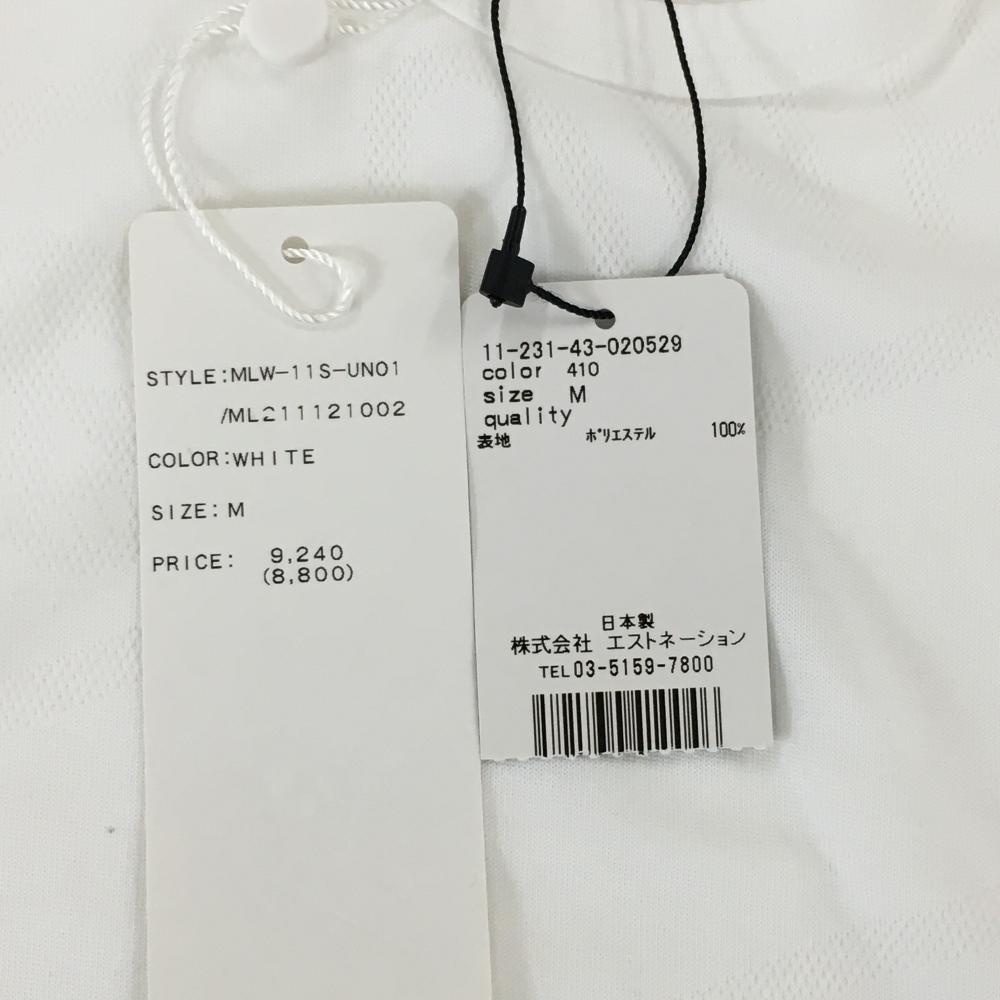 STYLE:MLW-11S-UN01
/ML211121002
COLOR:WHITE
SIZE:M
PRICE: 9,240
(8,800)
11-231-43-020529
color 410
size M
quality
表地 ポリエステル 100%
日本製
株式会社 エストネーション
TEL03-5159-7800